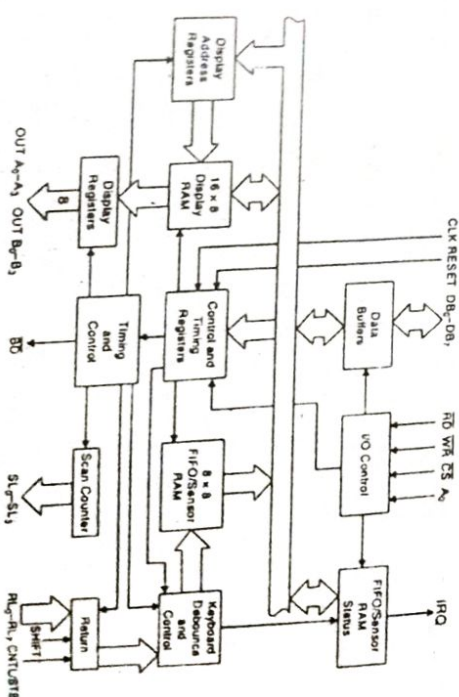 CLK RESET DB0-DB7
RD WR CS A0
IRQ
Data
Buffers
I/O Control
FIFO/Sensor
RAM
Status
Display
Address
Registers
16 x 8
Display
RAM
Control and
Timing
Registers
8 x 8
FIFO/Sensor
RAM
Keyboard
Debounce
and
Control
Display
Registers
Timing
and
Control
Scan Counter
Return
8
OUT A0-A3 OUT B0-B3
BD
SL0-SL3
RL0-RL7 CNTL/STB
SHIFT